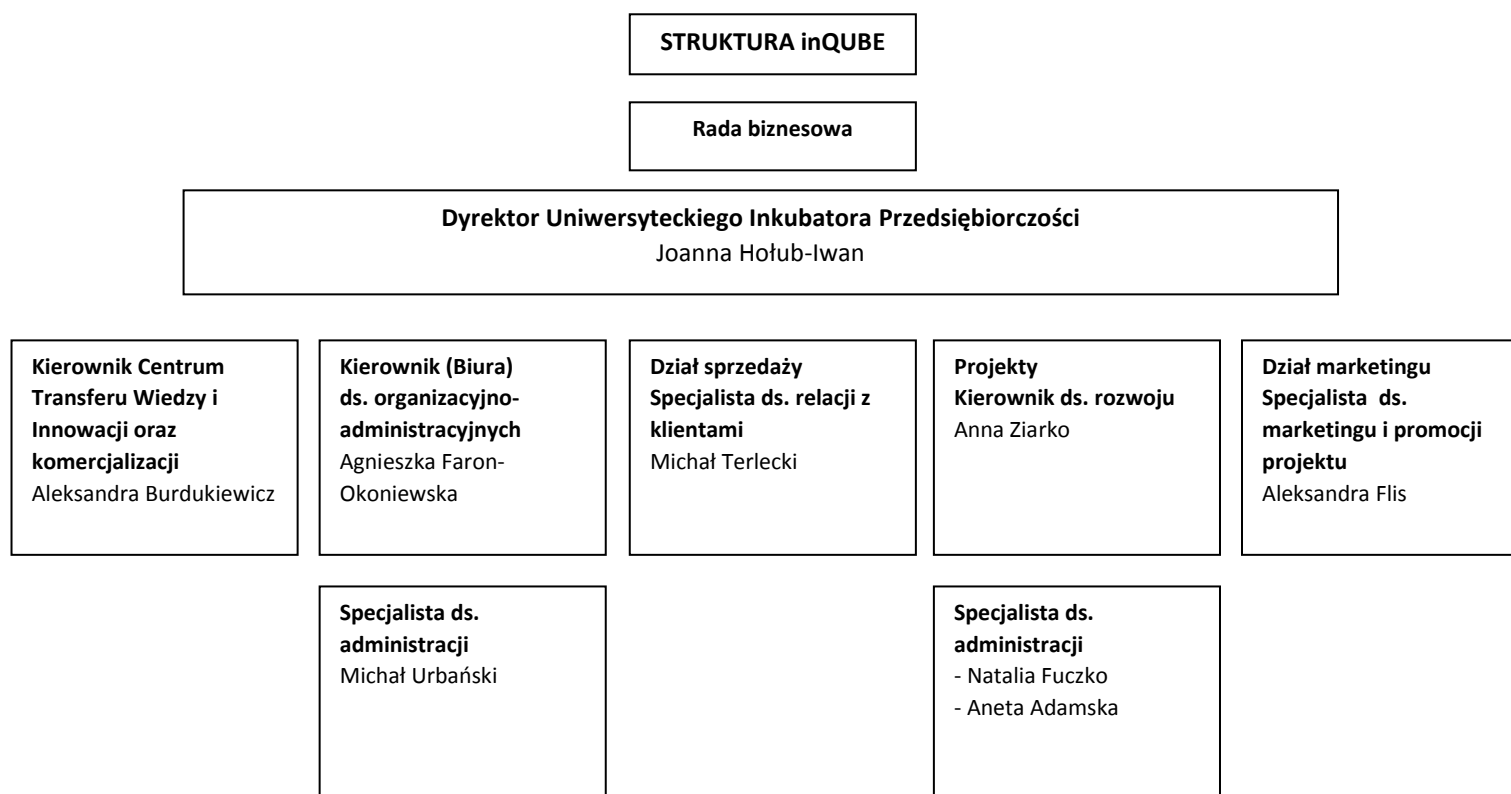 STRUKTURA inQUBE
Rada biznesowa
Dyrektor Uniwersyteckiego Inkubatora Przedsiębiorczości
Joanna Hołub-Iwan
Kierownik Centrum
Transferu Wiedzy i
Innowacji oraz
komercjalizacji
Aleksandra Burdukiewicz
Kierownik (Biura)
ds. organizacyjno-
administracyjnych
Agnieszka Faron-
Okoniewska
Dział sprzedaży
Specjalista ds. relacji z
klientami
Michał Terlecki
Projekty
Kierownik ds. rozwoju
Anna Ziarko
Dział marketingu
Specjalista ds.
marketingu i promocji
projektu
Aleksandra Flis
Specjalista ds.
administracji
Michał Urbański
Specjalista ds.
administracji
- Natalia Fuczko
- Aneta Adamska